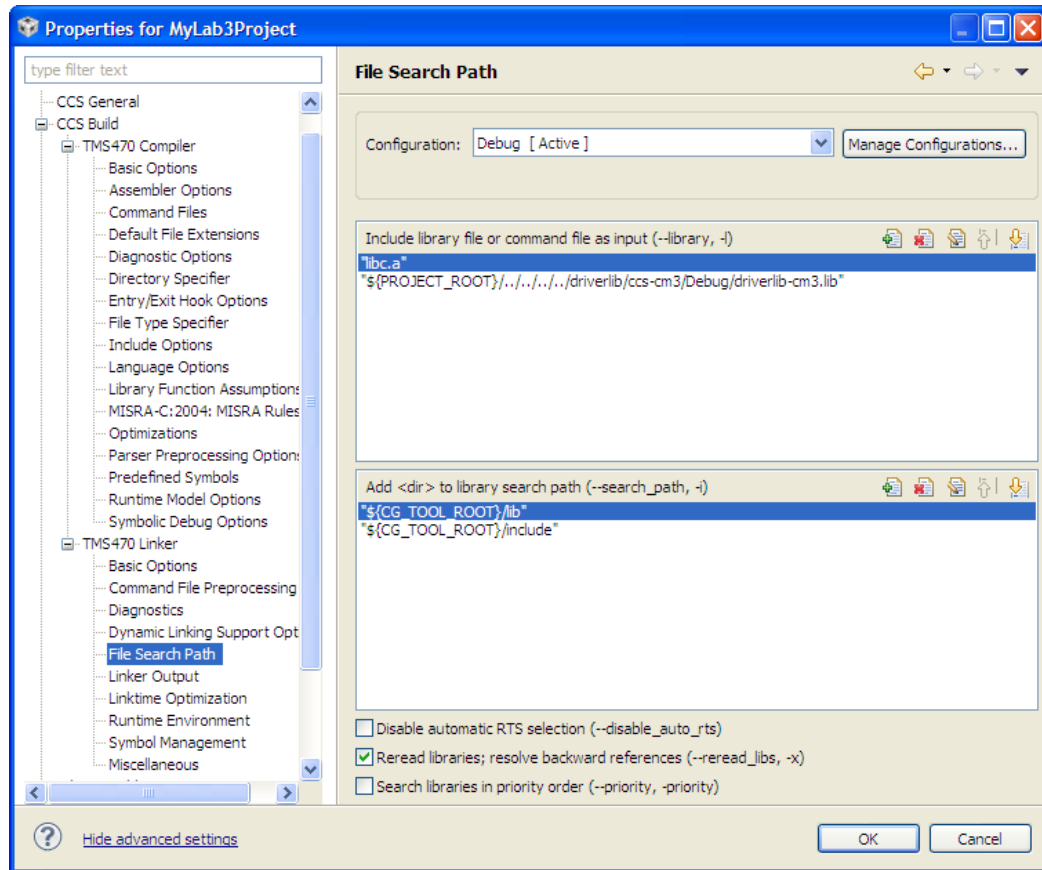 Properties for MyLab3Project
type filter text
CCS General
CCS Build
TMS470 Compiler
Basic Options
Assembler Options
Command Files
Default File Extensions
Diagnostic Options
Directory Specifier
Entry/Exit Hook Options
File Type Specifier
Include Options
Language Options
Library Function Assumptions
MISRA-C:2004: MISRA Rules
Optimizations
Parser Preprocessing Options
Predefined Symbols
Runtime Model Options
Symbolic Debug Options
TMS470 Linker
Basic Options
Command File Preprocessing
Diagnostics
Dynamic Linking Support Opt
File Search Path
Linker Output
Linktime Optimization
Runtime Environment
Symbol Management
Miscellaneous
File Search Path
Configuration: Debug [ Active ] Manage Configurations...
Include library file or command file as input (--library, -l)
"libc.a"
"${PROJECT_ROOT}/../../../../driverlib/ccs-cm3/Debug/driverlib-cm3.lib"
Add <dir> to library search path (--search_path, -i)
"${CG_TOOL_ROOT}/lib"
"${CG_TOOL_ROOT}/include"
Disable automatic RTS selection (--disable_auto_rts)
Reread libraries; resolve backward references (--reread_libs, -x)
Search libraries in priority order (--priority, -priority)
? Hide advanced settings OK Cancel